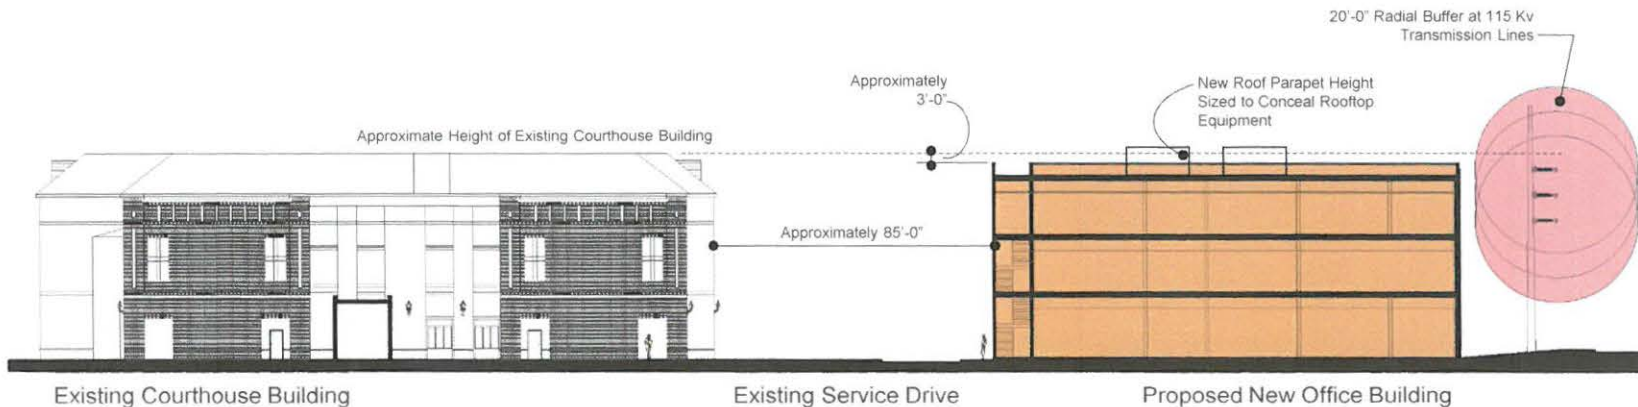 20'-0" Radial Buffer at 115 Kv
Transmission Lines
Approximately
3'-0"
New Roof Parapet Height
Sized to Conceal Rooftop
Equipment
Approximate Height of Existing Courthouse Building
Approximately 85'-0"
Existing Courthouse Building
Existing Service Drive
Proposed New Office Building